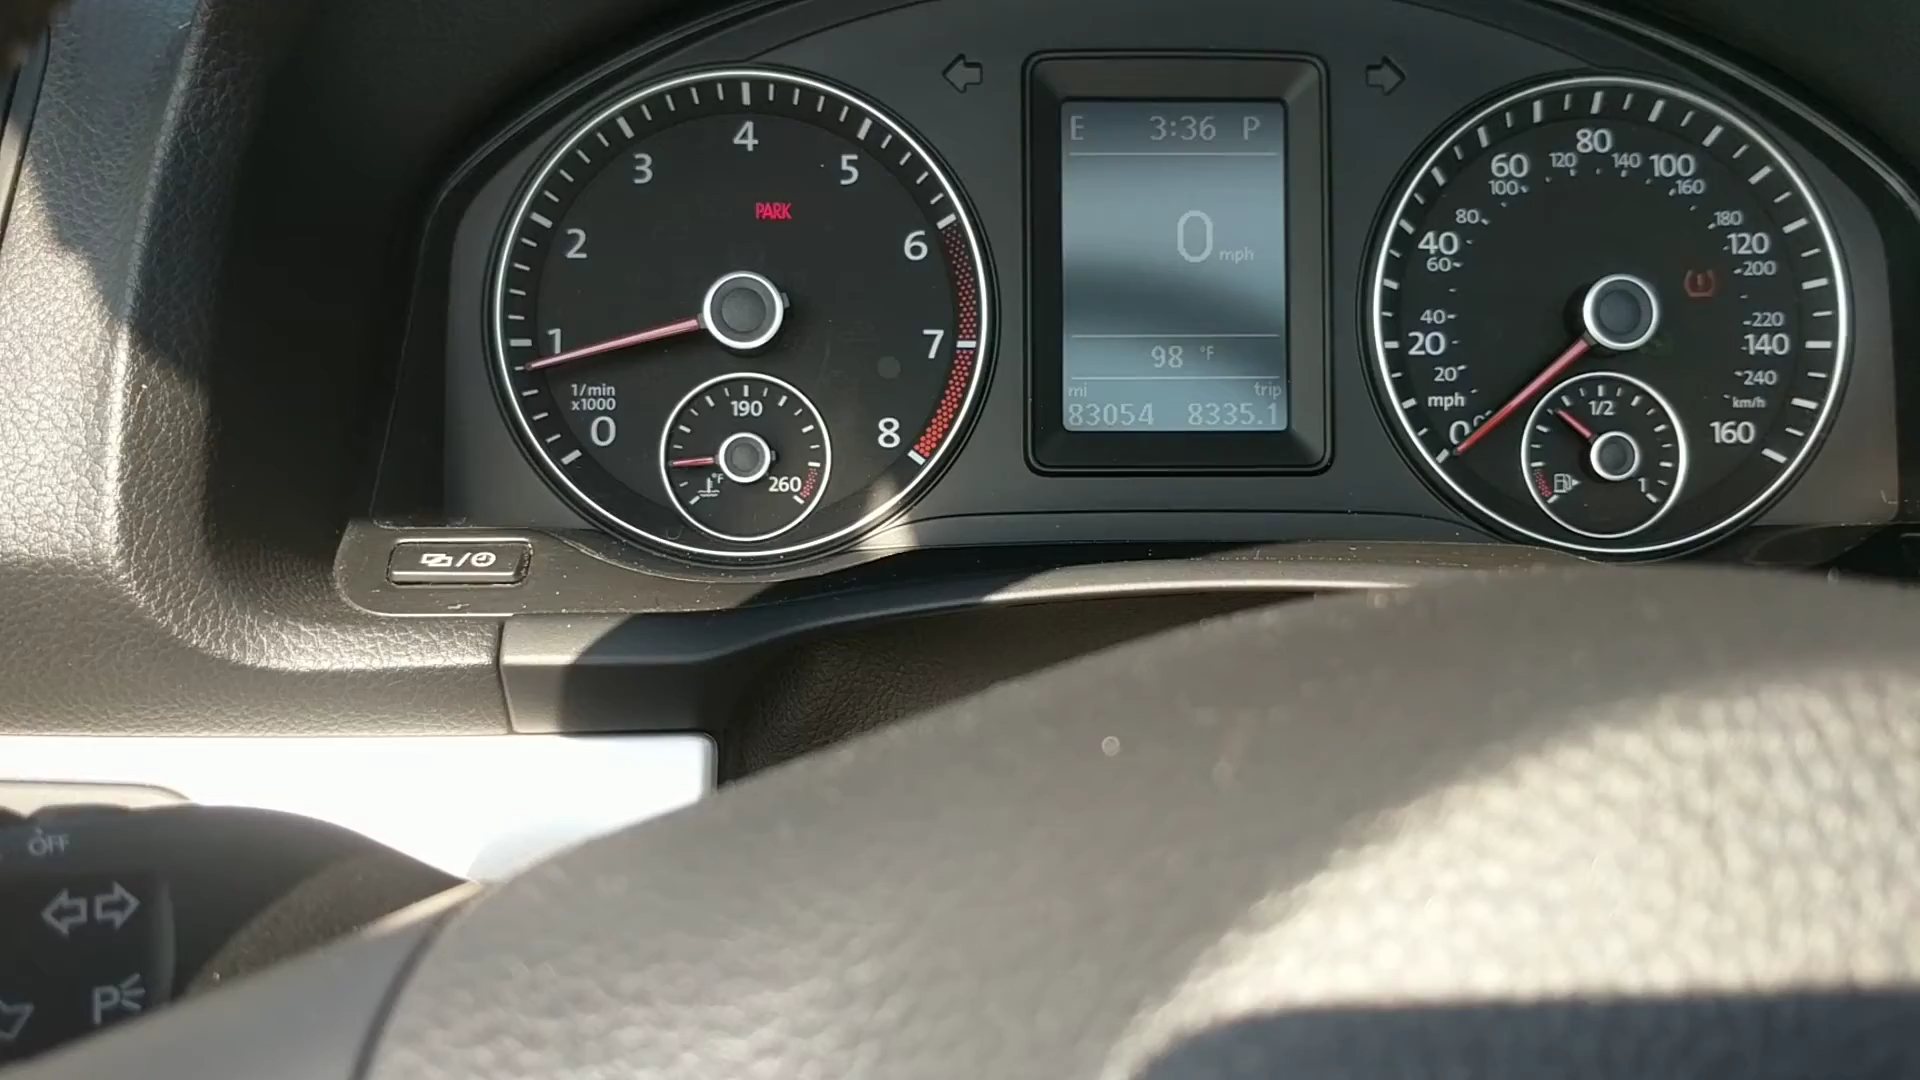 4
3
5
PARK
2
6
1
7
1/min
x1000
0
8
190
°F
260
E 3:36 P
0 mph
98 °F
mi trip
83054 8335.1
80
60 120 140 100
100 160
80 180
40 120
60 200
40 220
20 140
20 240
mph km/h
0
160
1/2
1
OFF
P